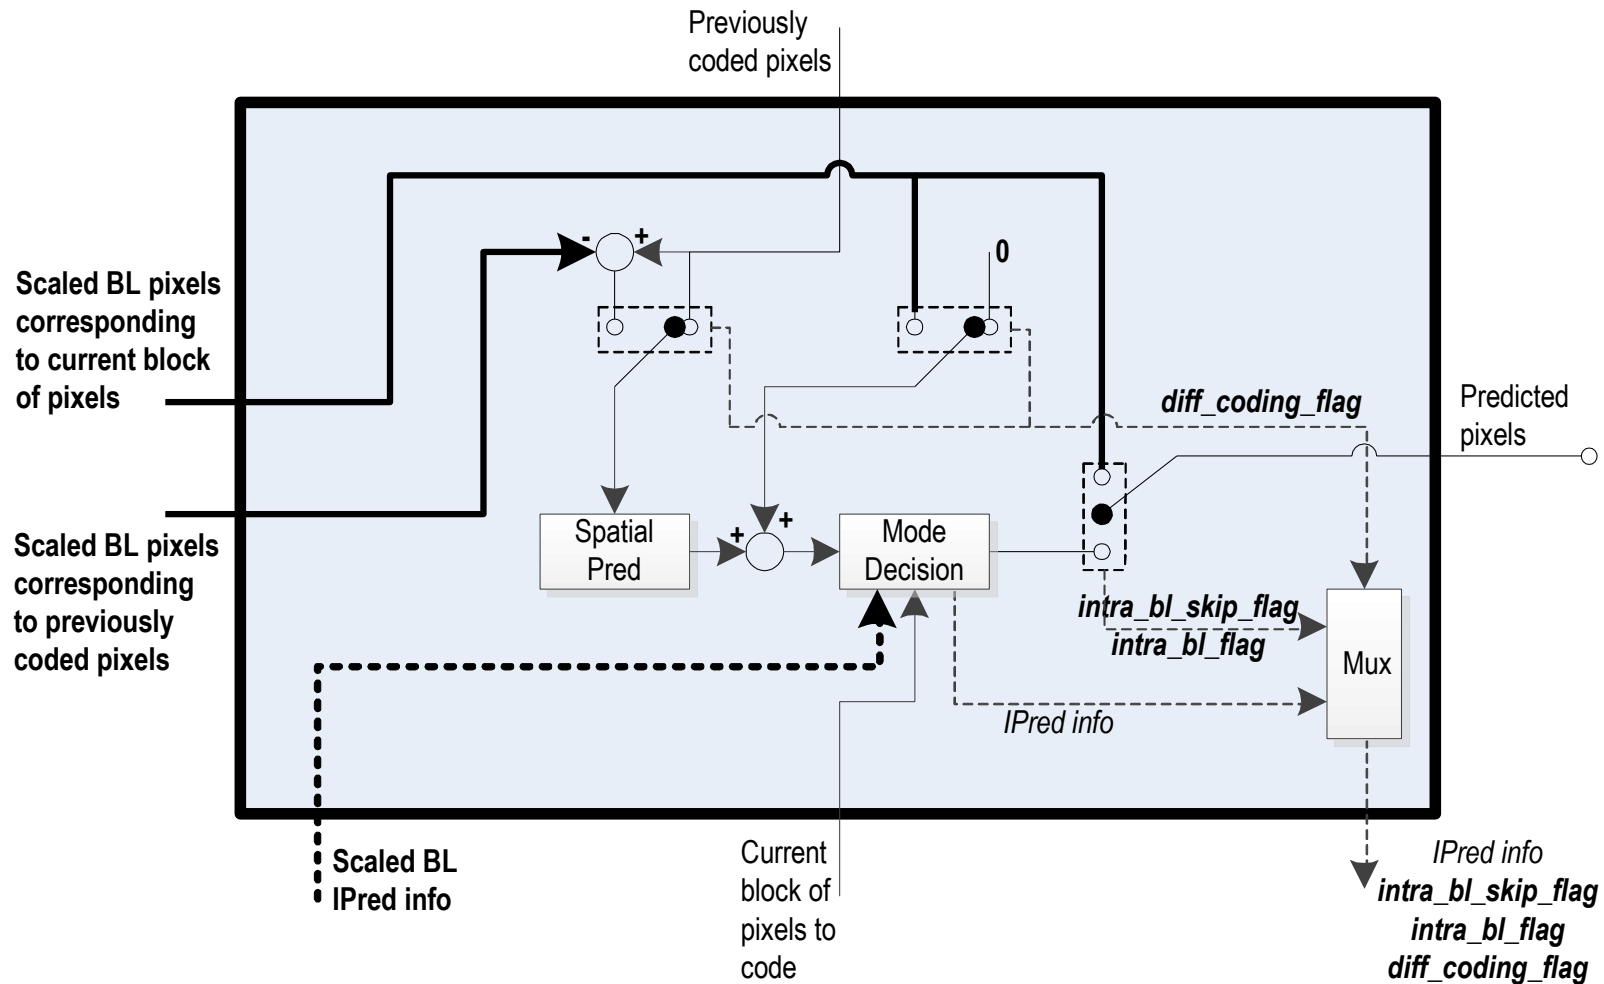 Previously
coded pixels
-
+
0
Scaled BL pixels
corresponding
to current block
of pixels
diff_coding_flag
Predicted
pixels
Scaled BL pixels
corresponding
to previously
coded pixels
Spatial
Pred
+
+
Mode
Decision
intra_bl_skip_flag
intra_bl_flag
Mux
IPred info
Scaled BL
IPred info
Current
block of
pixels to
code
IPred info
intra_bl_skip_flag
intra_bl_flag
diff_coding_flag